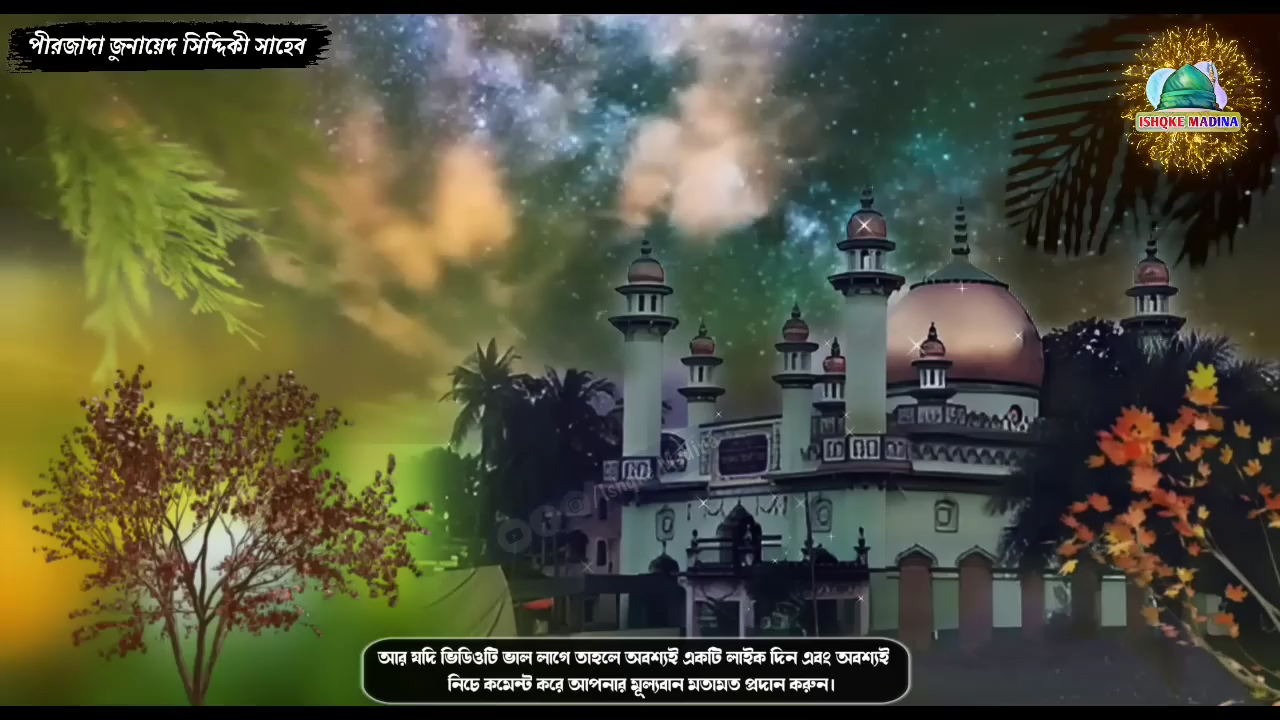 পীরজাদা জুনায়েদ সিদ্দিকী সাহেব
ISHQKE MADINA
আর যদি ভিডিওটি ভাল লাগে তাহলে অবশ্যই একটি লাইক দিন এবং অবশ্যই
নিচে কমেন্ট করে আপনার মূল্যবান মতামত প্রদান করুন।